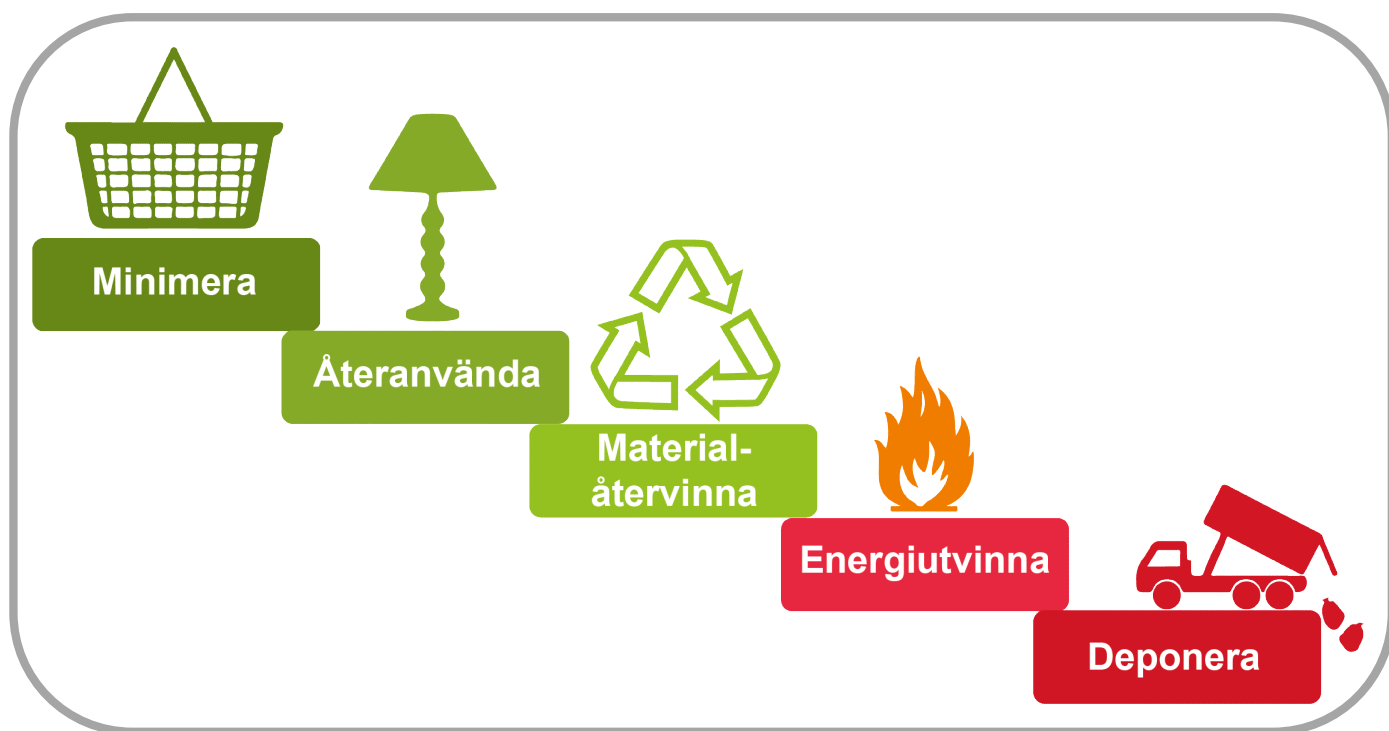 Minimera
Återanvända
Material-
återvinna
Energiutvinna
Deponera